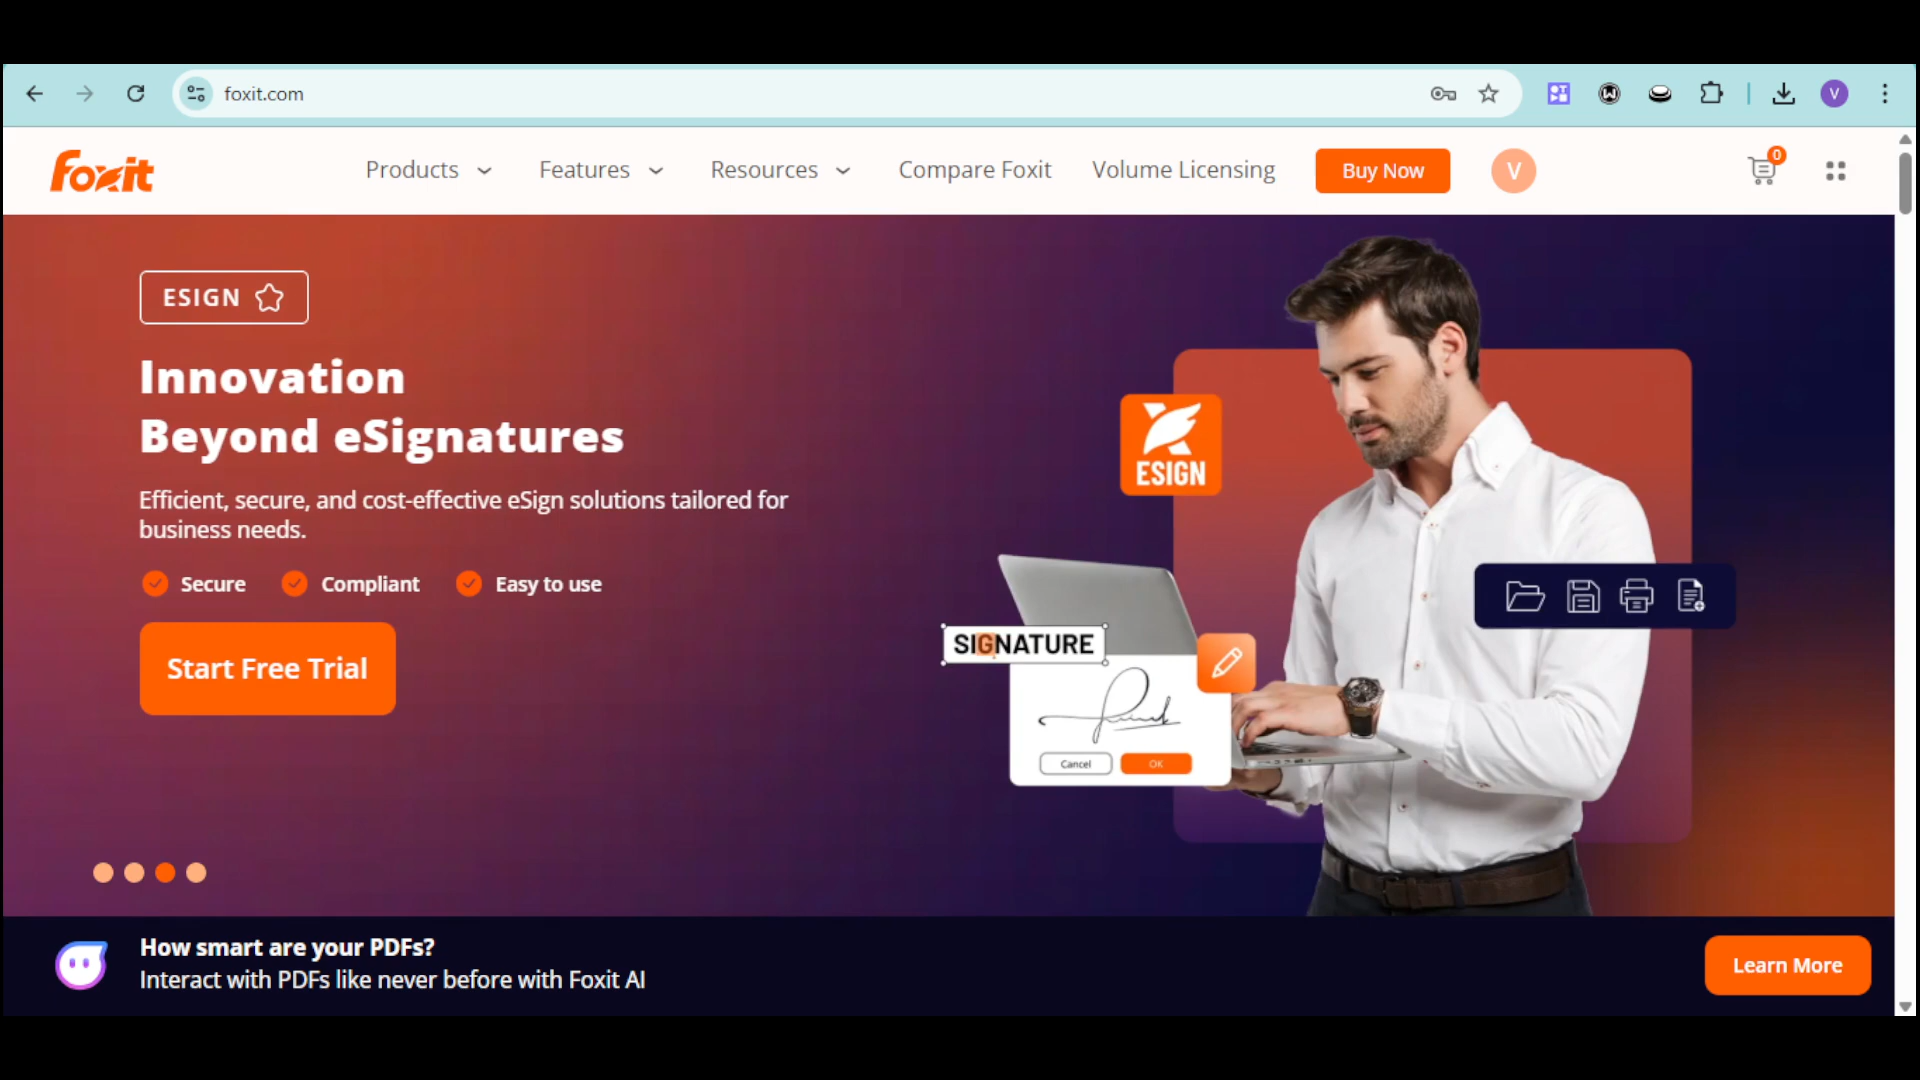 foxit.com
V
foxit
Products
Features
Resources
Compare Foxit
Volume Licensing
Buy Now
V
0
ESIGN
Innovation
Beyond eSignatures
Efficient, secure, and cost-effective eSign solutions tailored for
business needs.
Secure
Compliant
Easy to use
Start Free Trial
ESIGN
SIGNATURE
Cancel
OK
How smart are your PDFs?
Interact with PDFs like never before with Foxit AI
Learn More